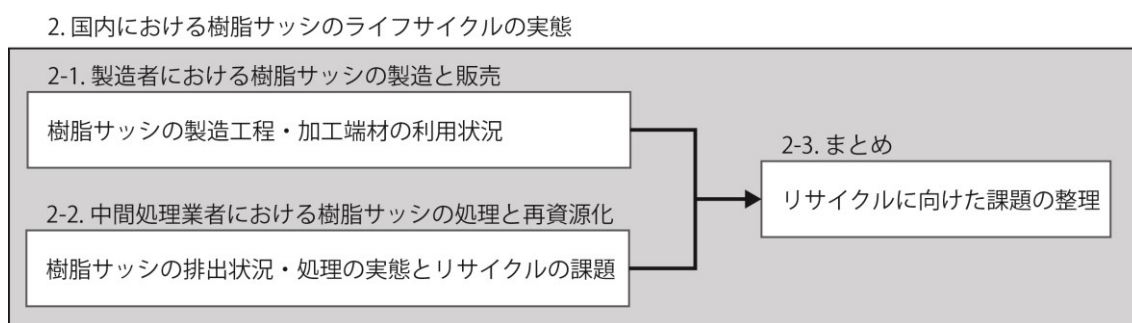 2. 国内における樹脂サッシのライフサイクルの実態
2-1. 製造者における樹脂サッシの製造と販売
樹脂サッシの製造工程・加工端材の利用状況
2-2. 中間処理業者における樹脂サッシの処理と再資源化
樹脂サッシの排出状況・処理の実態とリサイクルの課題
2-3. まとめ
リサイクルに向けた課題の整理